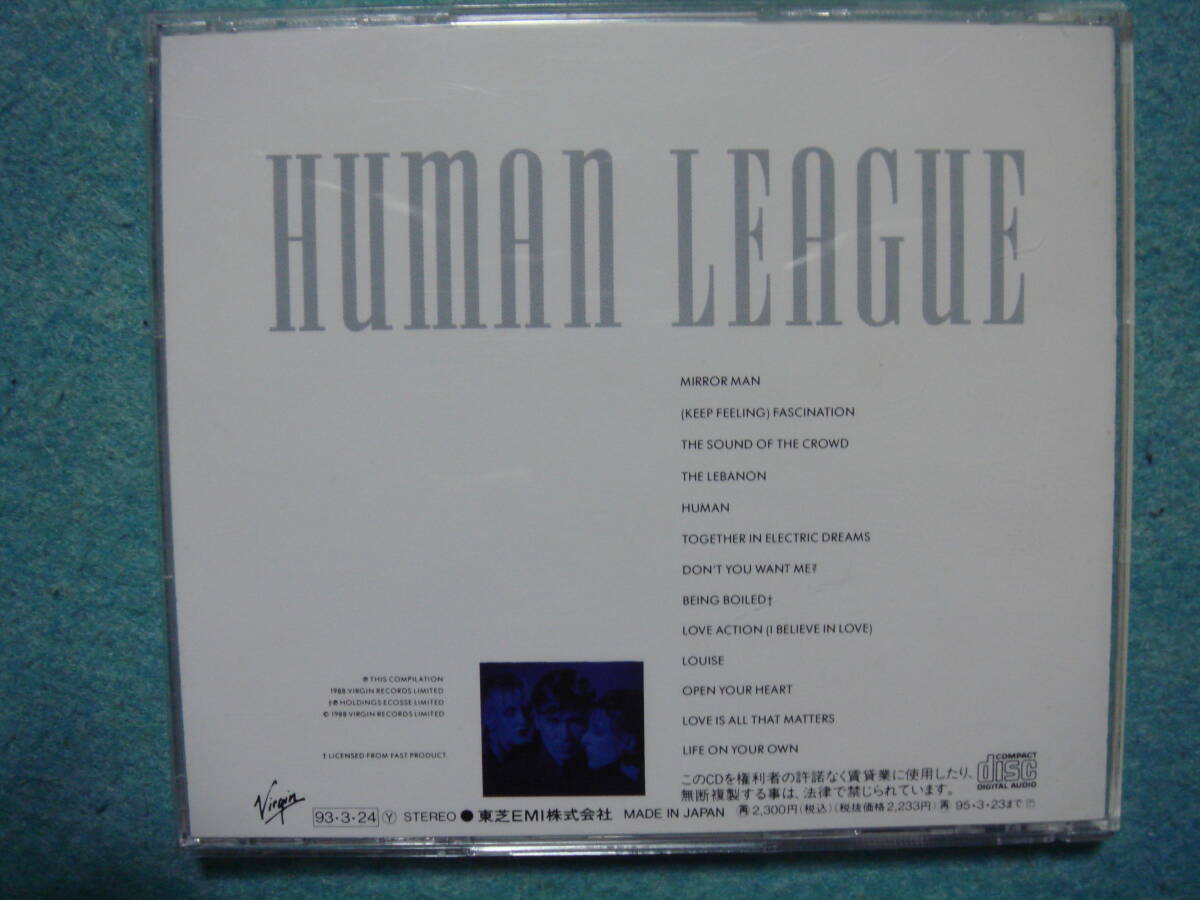 HUMAN LEAGUE
MIRROR MAN
(KEEP FEELING) FASCINATION
THE SOUND OF THE CROWD
THE LEBANON
HUMAN
TOGETHER IN ELECTRIC DREAMS
DON'T YOU WANT ME?
BEING BOILED†
LOVE ACTION (I BELIEVE IN LOVE)
LOUISE
OPEN YOUR HEART
LOVE IS ALL THAT MATTERS
LIFE ON YOUR OWN
℗ THIS COMPILATION
1988 VIRGIN RECORDS LIMITED
†℗ HOLDINGS ECOSSE LIMITED
© 1988 VIRGIN RECORDS LIMITED
† LICENSED FROM FAST PRODUCT
このCDを権利者の許諾なく賃貸業に使用したり、
無断複製する事は、法律で禁じられています。
COMPACT
disc
DIGITAL AUDIO
Virgin
93・3・24 Ⓨ STEREO ● 東芝EMI株式会社 MADE IN JAPAN ㊢2,300円(税込)(税抜価格2,233円)再 95・3・23まで